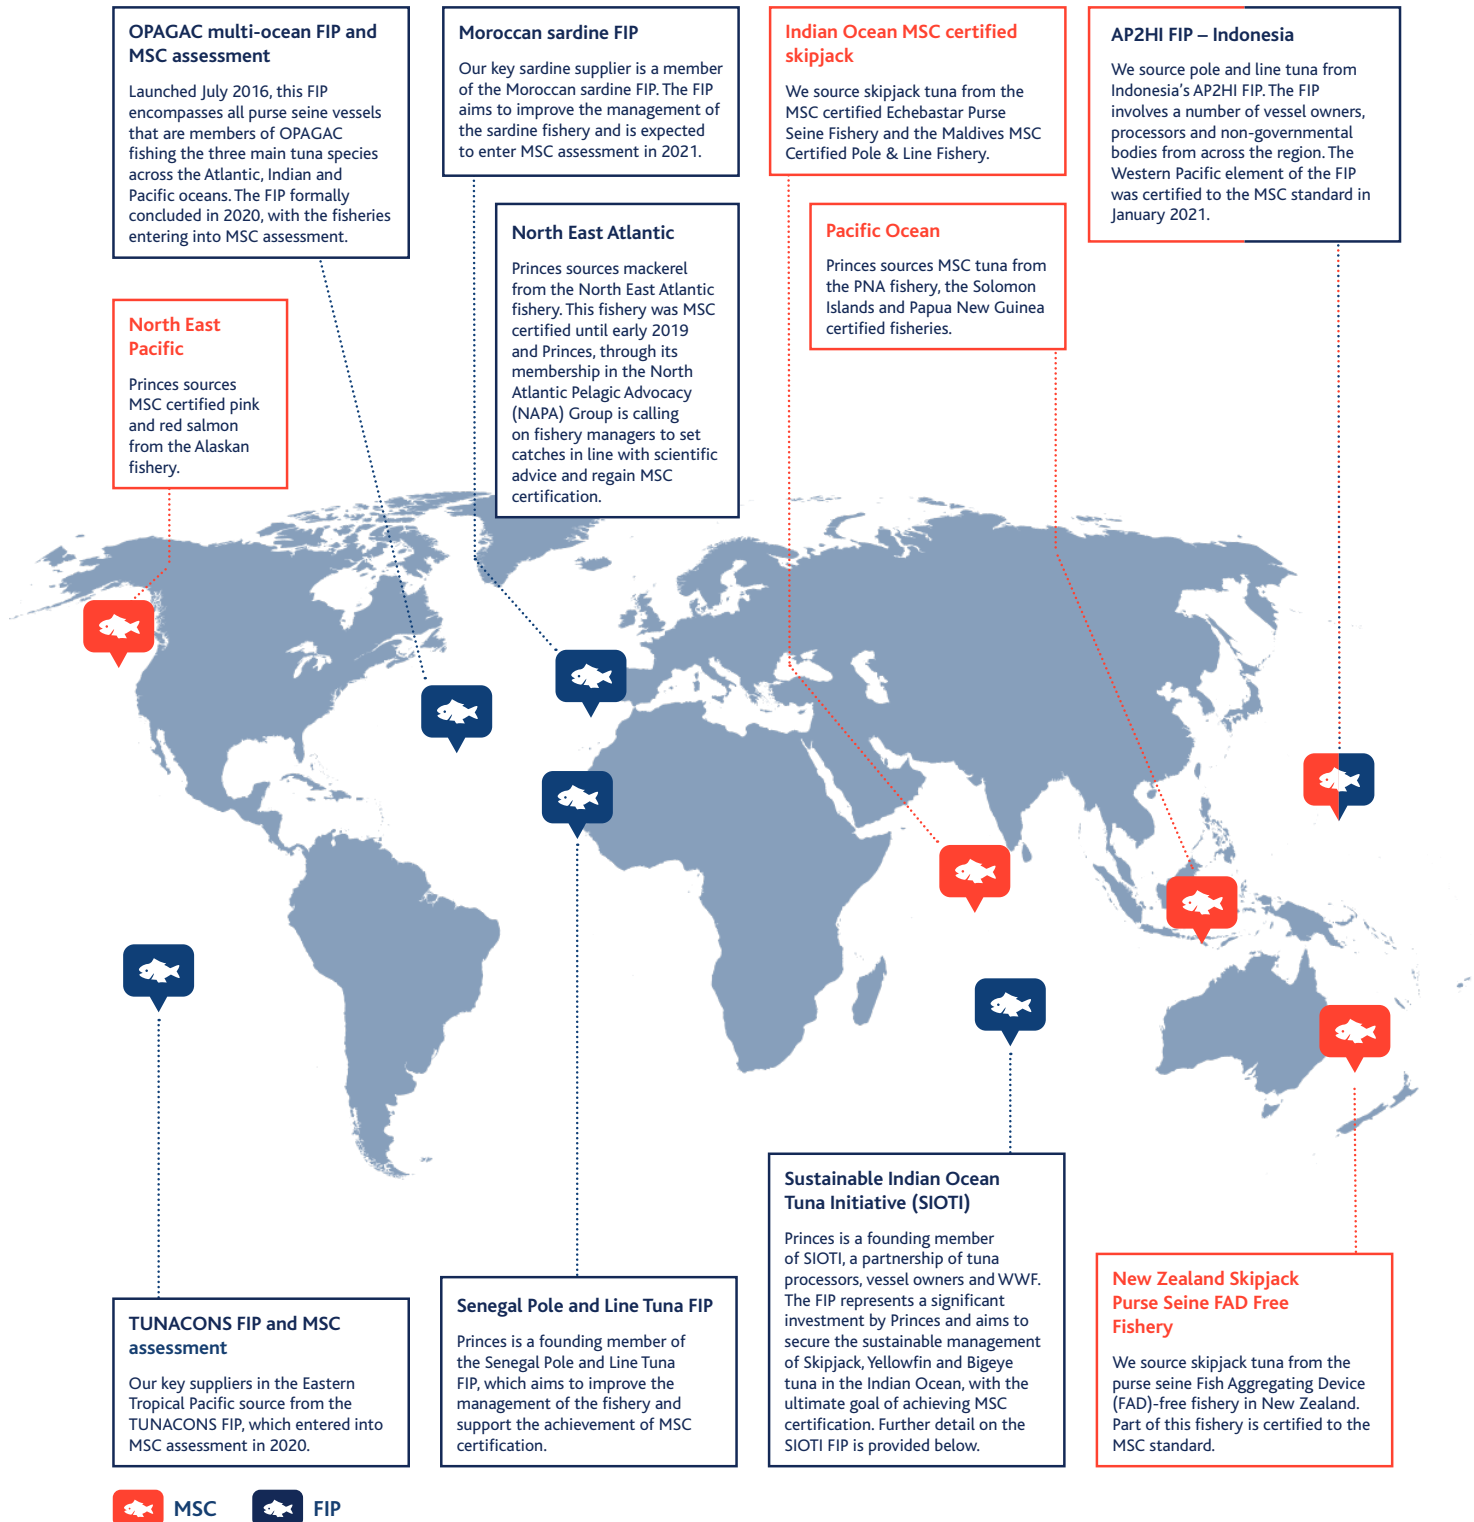 OPAGAC multi-ocean FIP and
MSC assessment
Launched July 2016, this FIP
encompasses all purse seine vessels
that are members of OPAGAC
fishing the three main tuna species
across the Atlantic, Indian and
Pacific oceans. The FIP formally
concluded in 2020, with the fisheries
entering into MSC assessment.
Moroccan sardine FIP
Our key sardine supplier is a member
of the Moroccan sardine FIP. The FIP
aims to improve the management of
the sardine fishery and is expected
to enter MSC assessment in 2021.
Indian Ocean MSC certified
skipjack
We source skipjack tuna from the
MSC certified Echebastar Purse
Seine Fishery and the Maldives MSC
Certified Pole & Line Fishery.
AP2HI FIP – Indonesia
We source pole and line tuna from
Indonesia's AP2HI FIP. The FIP
involves a number of vessel owners,
processors and non-governmental
bodies from across the region. The
Western Pacific element of the FIP
was certified to the MSC standard in
January 2021.
North East Atlantic
Princes sources mackerel
from the North East Atlantic
fishery. This fishery was MSC
certified until early 2019
and Princes, through its
membership in the North
Atlantic Pelagic Advocacy
(NAPA) Group is calling
on fishery managers to set
catches in line with scientific
advice and regain MSC
certification.
Pacific Ocean
Princes sources MSC tuna from
the PNA fishery, the Solomon
Islands and Papua New Guinea
certified fisheries.
North East
Pacific
Princes sources
MSC certified pink
and red salmon
from the Alaskan
fishery.
TUNACONS FIP and MSC
assessment
Our key suppliers in the Eastern
Tropical Pacific source from the
TUNACONS FIP, which entered into
MSC assessment in 2020.
Senegal Pole and Line Tuna FIP
Princes is a founding member of
the Senegal Pole and Line Tuna
FIP, which aims to improve the
management of the fishery and
support the achievement of MSC
certification.
Sustainable Indian Ocean
Tuna Initiative (SIOTI)
Princes is a founding member
of SIOTI, a partnership of tuna
processors, vessel owners and WWF.
The FIP represents a significant
investment by Princes and aims to
secure the sustainable management
of Skipjack, Yellowfin and Bigeye
tuna in the Indian Ocean, with the
ultimate goal of achieving MSC
certification. Further detail on the
SIOTI FIP is provided below.
New Zealand Skipjack
Purse Seine FAD Free
Fishery
We source skipjack tuna from the
purse seine Fish Aggregating Device
(FAD)-free fishery in New Zealand.
Part of this fishery is certified to the
MSC standard.
MSC
FIP